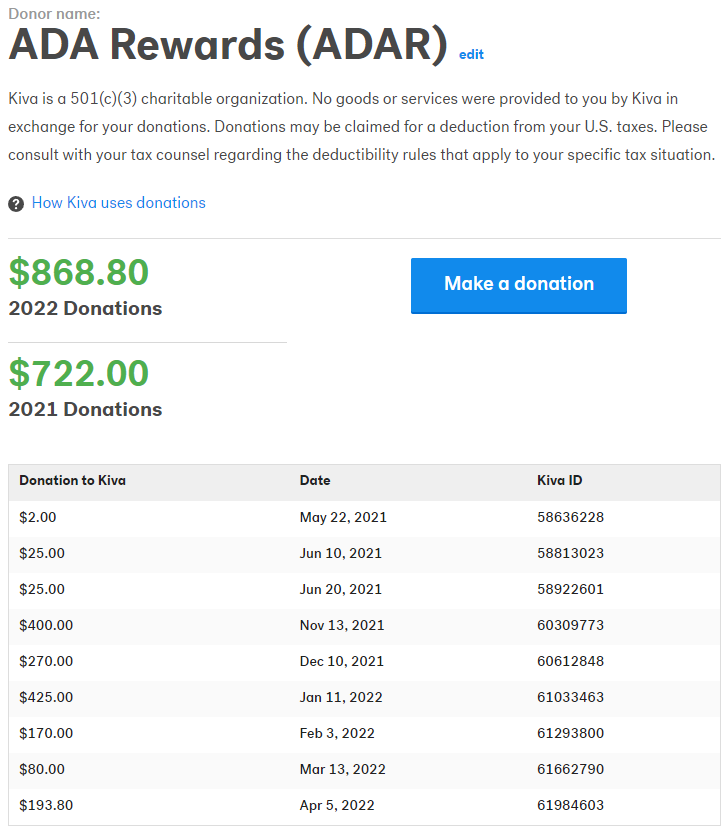 Donor name:
ADA Rewards (ADAR) edit
Kiva is a 501(c)(3) charitable organization. No goods or services were provided to you by Kiva in
exchange for your donations. Donations may be claimed for a deduction from your U.S. taxes. Please
consult with your tax counsel regarding the deductibility rules that apply to your specific tax situation.
? How Kiva uses donations
$868.80
2022 Donations
Make a donation
$722.00
2021 Donations
Donation to Kiva Date Kiva ID
$2.00 May 22, 2021 58636228
$25.00 Jun 10, 2021 58813023
$25.00 Jun 20, 2021 58922601
$400.00 Nov 13, 2021 60309773
$270.00 Dec 10, 2021 60612848
$425.00 Jan 11, 2022 61033463
$170.00 Feb 3, 2022 61293800
$80.00 Mar 13, 2022 61662790
$193.80 Apr 5, 2022 61984603